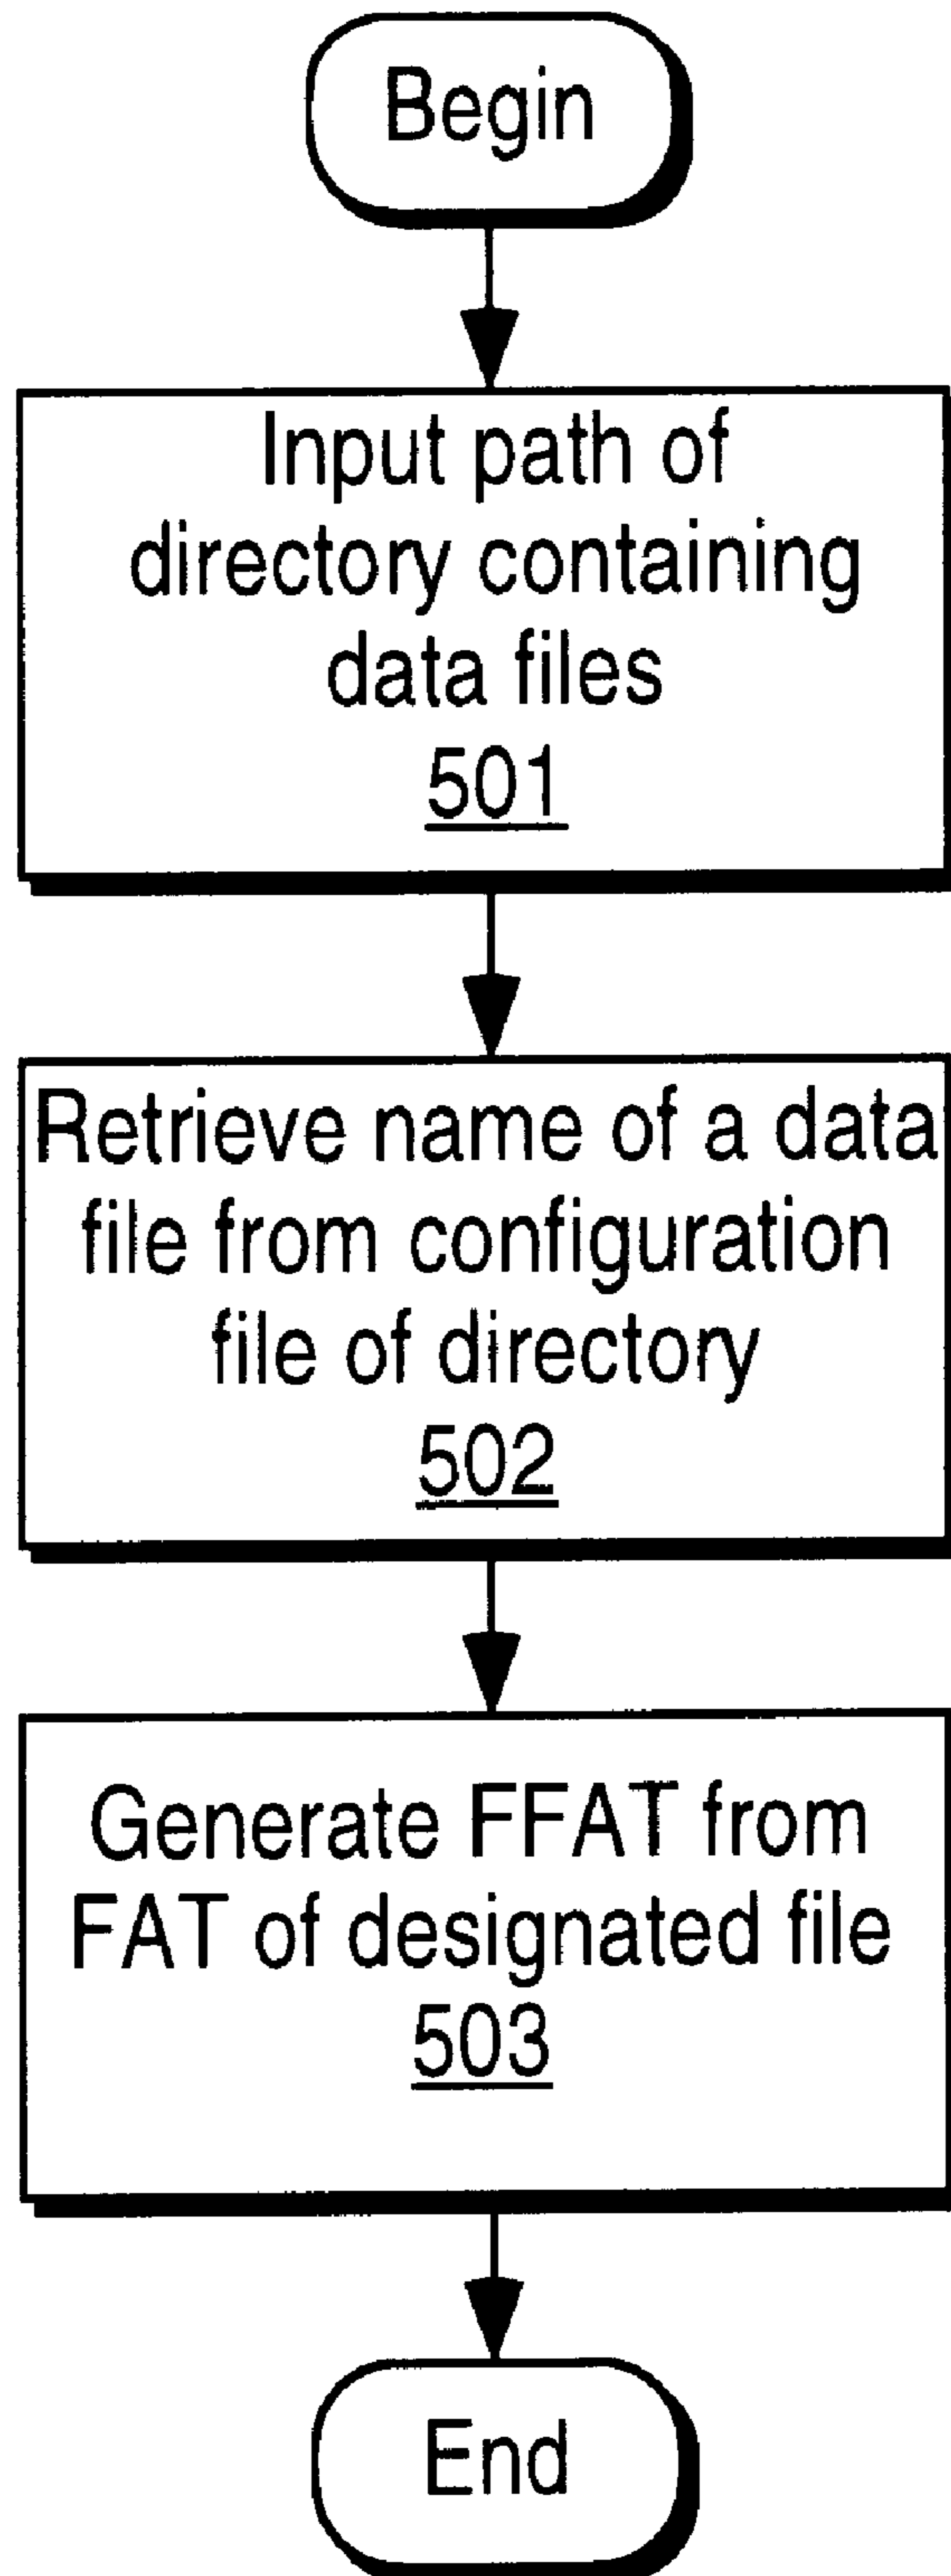 Begin
Input path of
directory containing
data files
501
Retrieve name of a data
file from configuration
file of directory
502
Generate FFAT from
FAT of designated file
503
End